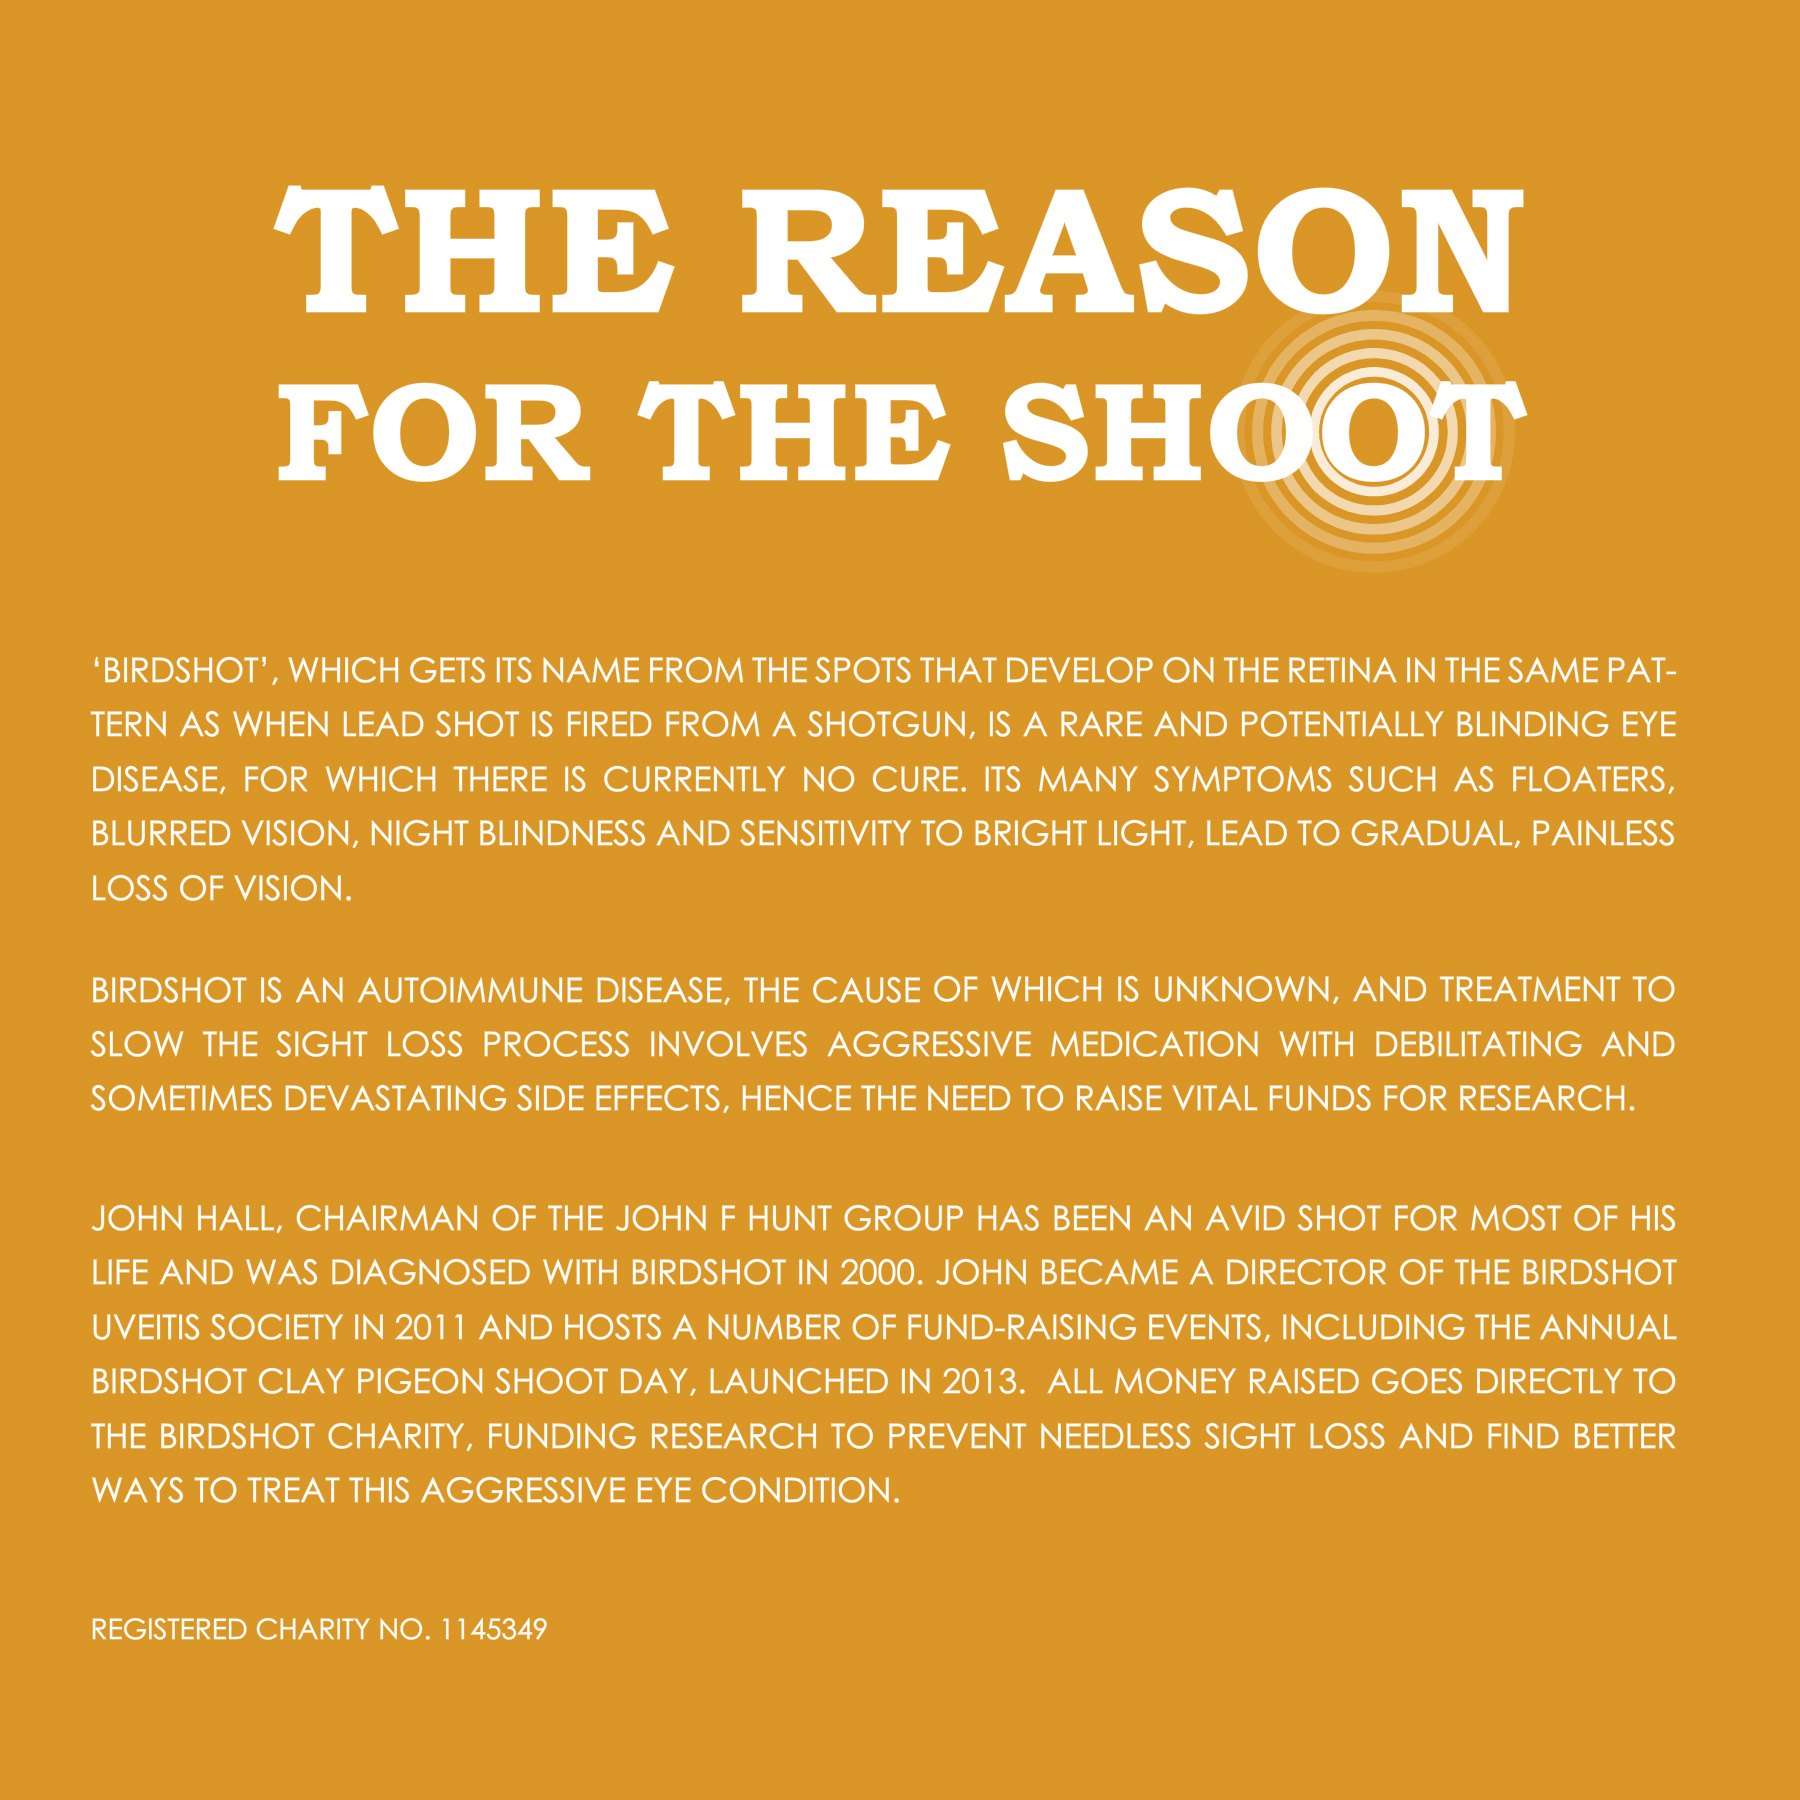 THE REASON
FOR THE SHOOT
‘BIRDSHOT’, WHICH GETS ITS NAME FROM THE SPOTS THAT DEVELOP ON THE RETINA IN THE SAME PAT-
TERN AS WHEN LEAD SHOT IS FIRED FROM A SHOTGUN, IS A RARE AND POTENTIALLY BLINDING EYE
DISEASE, FOR WHICH THERE IS CURRENTLY NO CURE. ITS MANY SYMPTOMS SUCH AS FLOATERS,
BLURRED VISION, NIGHT BLINDNESS AND SENSITIVITY TO BRIGHT LIGHT, LEAD TO GRADUAL, PAINLESS
LOSS OF VISION.
BIRDSHOT IS AN AUTOIMMUNE DISEASE, THE CAUSE OF WHICH IS UNKNOWN, AND TREATMENT TO
SLOW THE SIGHT LOSS PROCESS INVOLVES AGGRESSIVE MEDICATION WITH DEBILITATING AND
SOMETIMES DEVASTATING SIDE EFFECTS, HENCE THE NEED TO RAISE VITAL FUNDS FOR RESEARCH.
JOHN HALL, CHAIRMAN OF THE JOHN F HUNT GROUP HAS BEEN AN AVID SHOT FOR MOST OF HIS
LIFE AND WAS DIAGNOSED WITH BIRDSHOT IN 2000. JOHN BECAME A DIRECTOR OF THE BIRDSHOT
UVEITIS SOCIETY IN 2011 AND HOSTS A NUMBER OF FUND-RAISING EVENTS, INCLUDING THE ANNUAL
BIRDSHOT CLAY PIGEON SHOOT DAY, LAUNCHED IN 2013. ALL MONEY RAISED GOES DIRECTLY TO
THE BIRDSHOT CHARITY, FUNDING RESEARCH TO PREVENT NEEDLESS SIGHT LOSS AND FIND BETTER
WAYS TO TREAT THIS AGGRESSIVE EYE CONDITION.
REGISTERED CHARITY NO. 1145349